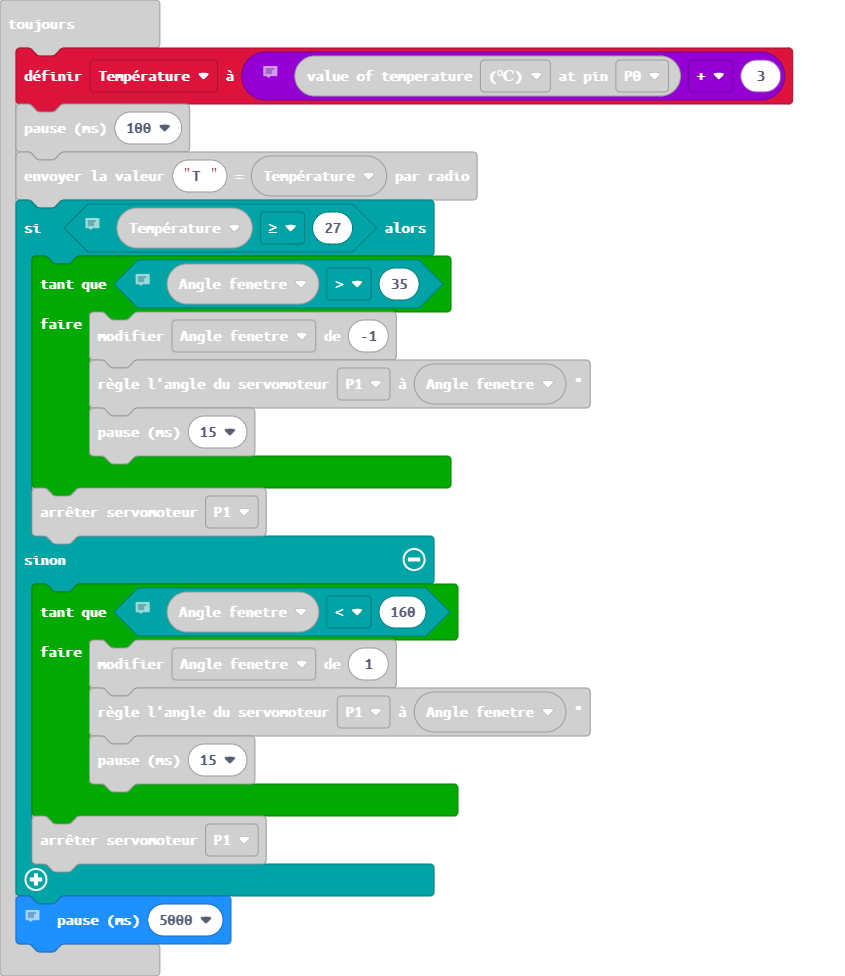 toujours
définir Température à value of temperature (℃) at pin P0 + 3
pause (ms) 100
envoyer la valeur "T " = Température par radio
si Température ≥ 27 alors
tant que Angle fenetre > 35
faire
modifier Angle fenetre de -1
règle l'angle du servomoteur P1 à Angle fenetre °
pause (ms) 15
arrêter servomoteur P1
sinon
tant que Angle fenetre < 160
faire
modifier Angle fenetre de 1
règle l'angle du servomoteur P1 à Angle fenetre °
pause (ms) 15
arrêter servomoteur P1
pause (ms) 5000